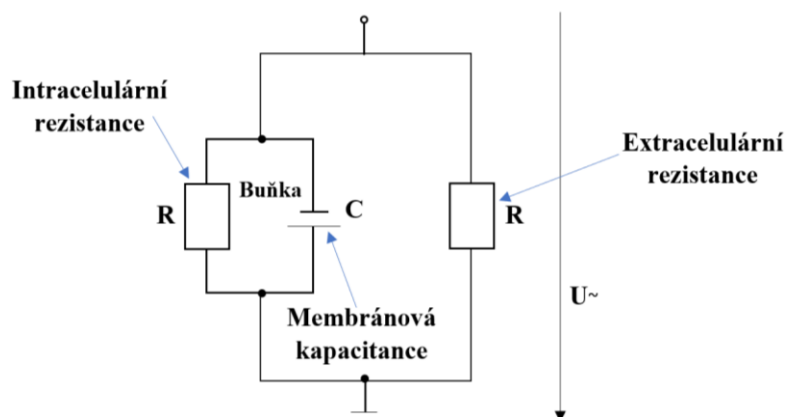 Intracelulární
rezistance
Buňka
R
C
Membránová
kapacitance
Extracelulární
rezistance
R
U~